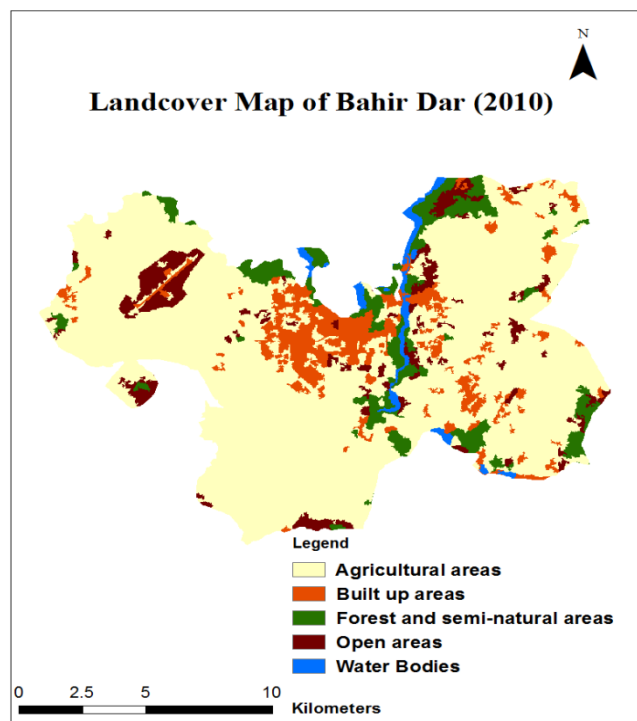 N
Landcover Map of Bahir Dar (2010)
Legend
Agricultural areas
Built up areas
Forest and semi-natural areas
Open areas
Water Bodies
0 2.5 5 10
Kilometers